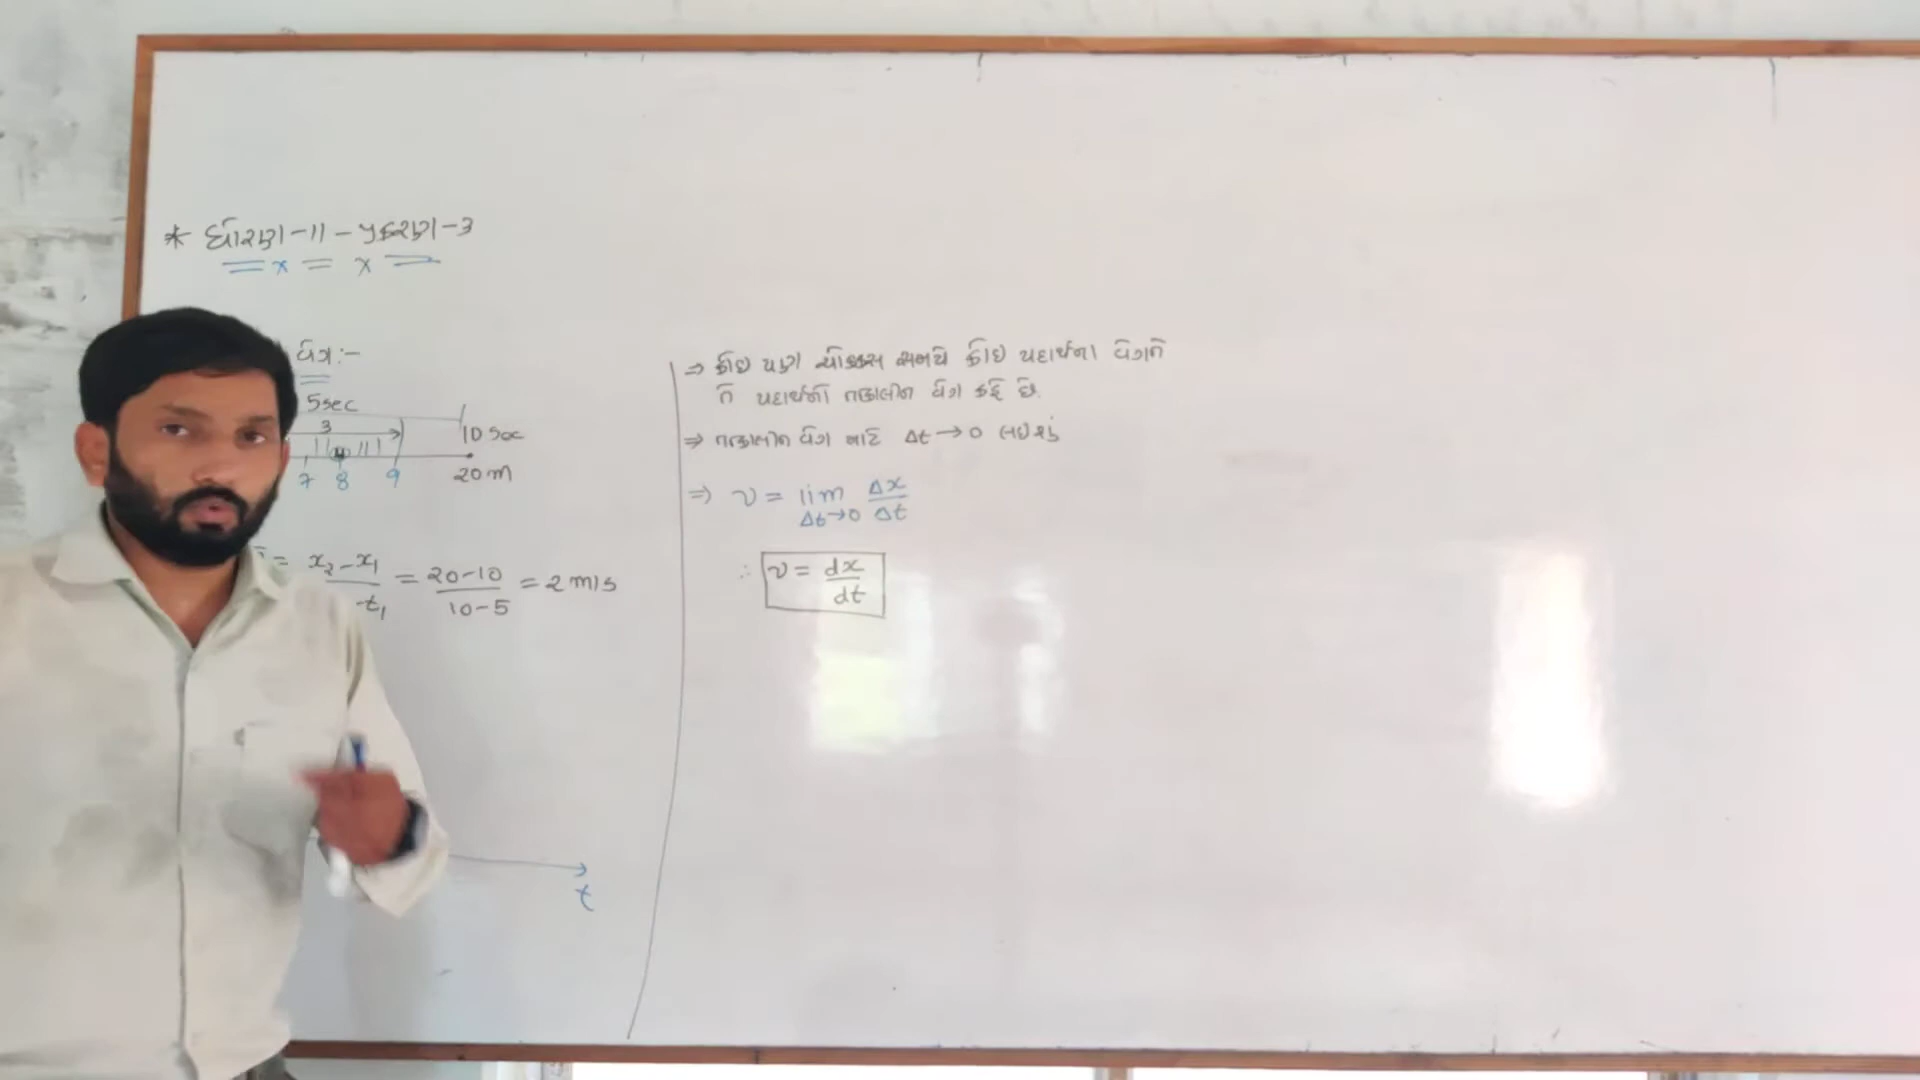 * ધોરણ-11 - પ્રકરણ-3
વેગ:-
5sec
3
10 Sec
7 8 9
20 m
= x₂-x₁ / -t₁ = 20-10 / 10-5 = 2 m/s
t
⇒ કોઇ પણ ચોક્કસ સમયે કોઇ પદાર્થના વેગને
તે પદાર્થનો તત્કાલીન વેગ કહે છે.
⇒ તત્કાલીન વેગ માટે Δt→0 લઇશું
⇒ v = lim Δt→0 Δx/Δt
∴ v = dx/dt